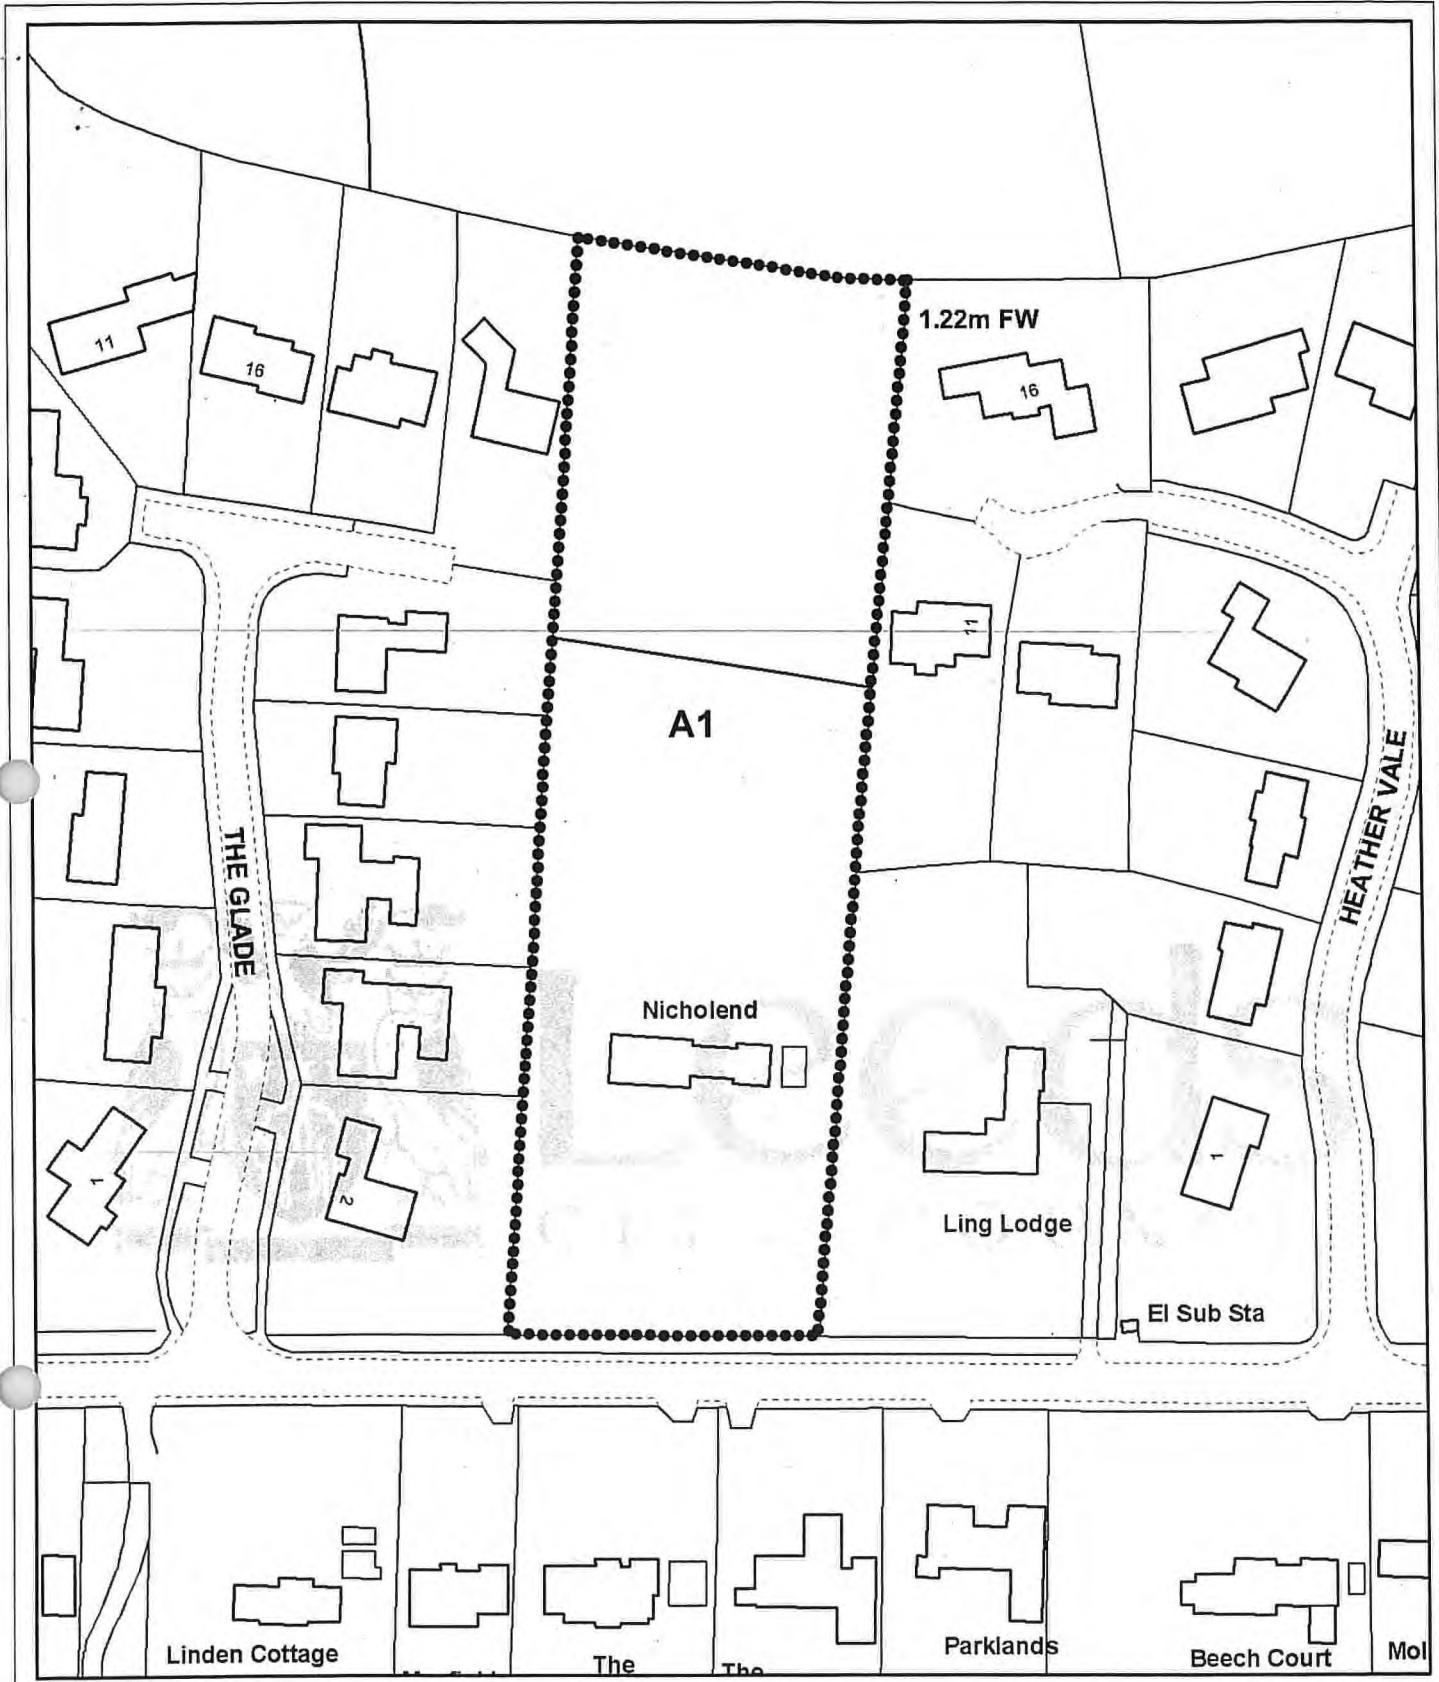 1.22m FW
11
16
16
11
A1
THE GLADE
HEATHER VALE
Nicholend
1
2
Ling Lodge
1
El Sub Sta
Linden Cottage
The
The
Parklands
Beech Court
Mol